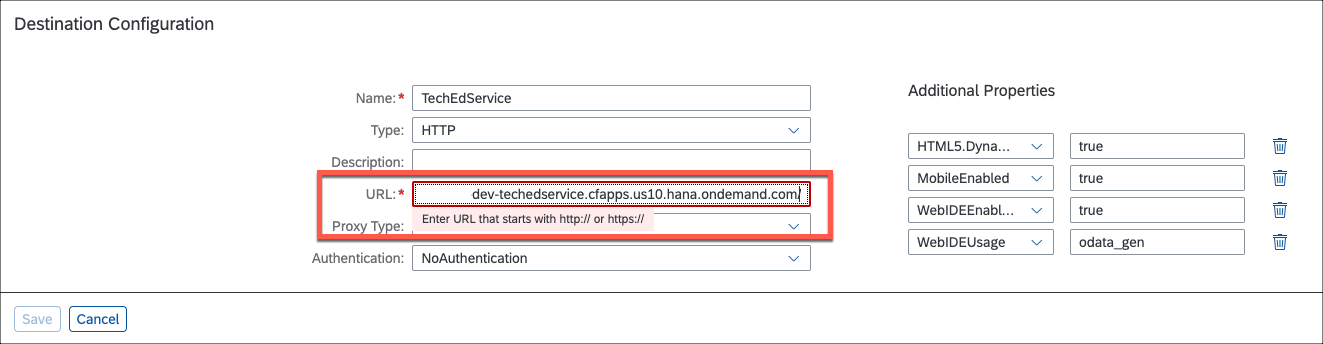 Destination Configuration
Name:* TechEdService
Type: HTTP
Description:
URL:* dev-techedservice.cfapps.us10.hana.ondemand.com/
Enter URL that starts with http:// or https://
Proxy Type:
Authentication: NoAuthentication
Additional Properties
HTML5.Dyna... true
MobileEnabled true
WebIDEEnabl... true
WebIDEUsage odata_gen
Save Cancel